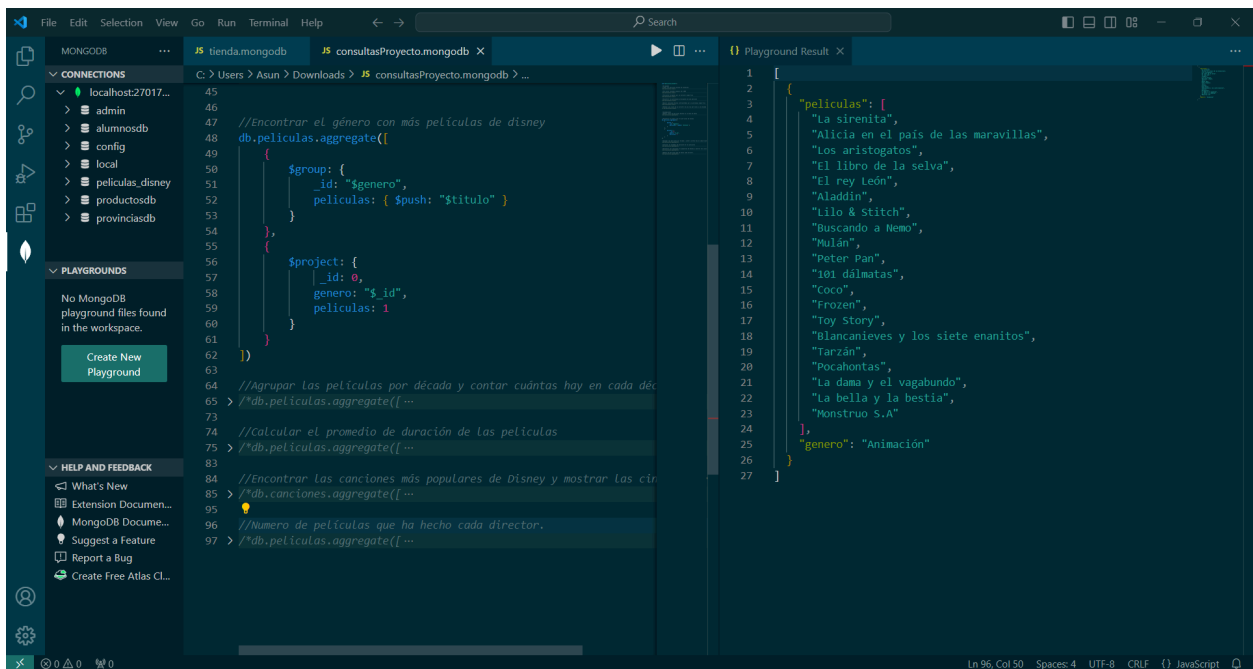 File Edit Selection View Go Run Terminal Help
Search
MONGODB
CONNECTIONS
localhost:27017...
admin
alumnosdb
config
local
peliculas_disney
productosdb
provinciasdb
PLAYGROUNDS
No MongoDB
playground files found
in the workspace.
Create New
Playground
HELP AND FEEDBACK
What's New
Extension Documen...
MongoDB Docume...
Suggest a Feature
Report a Bug
Create Free Atlas Cl...
JS tienda.mongodb JS consultasProyecto.mongodb
C: > Users > Asun > Downloads > JS consultasProyecto.mongodb > ...
45
46
47 //Encontrar el género con más películas de disney
48 db.peliculas.aggregate([
49 {
50 $group: {
51 _id: "$genero",
52 peliculas: { $push: "$titulo" }
53 }
54 },
55 {
56 $project: {
57 _id: 0,
58 genero: "$_id",
59 peliculas: 1
60 }
61 }
62 ])
63
64 //Agrupar las películas por década y contar cuántas hay en cada déc
65 /*db.peliculas.aggregate([ ...
73
74 //Calcular el promedio de duración de las películas
75 /*db.peliculas.aggregate([ ...
83
84 //Encontrar las canciones más populares de Disney y mostrar las cin
85 /*db.canciones.aggregate([ ...
95
96 //Numero de películas que ha hecho cada director.
97 /*db.peliculas.aggregate([ ...
{} Playground Result
1 [
2 {
3 "peliculas": [
4 "La sirenita",
5 "Alicia en el país de las maravillas",
6 "Los aristogatos",
7 "El libro de la selva",
8 "El rey León",
9 "Aladdin",
10 "Lilo & Stitch",
11 "Buscando a Nemo",
12 "Mulán",
13 "Peter Pan",
14 "101 dálmatas",
15 "Coco",
16 "Frozen",
17 "Toy Story",
18 "Blancanieves y los siete enanitos",
19 "Tarzán",
20 "Pocahontas",
21 "La dama y el vagabundo",
22 "La bella y la bestia",
23 "Monstruo S.A"
24 ],
25 "genero": "Animación"
26 }
27 ]
0 0 0
Ln 96, Col 50 Spaces: 4 UTF-8 CRLF {} JavaScript